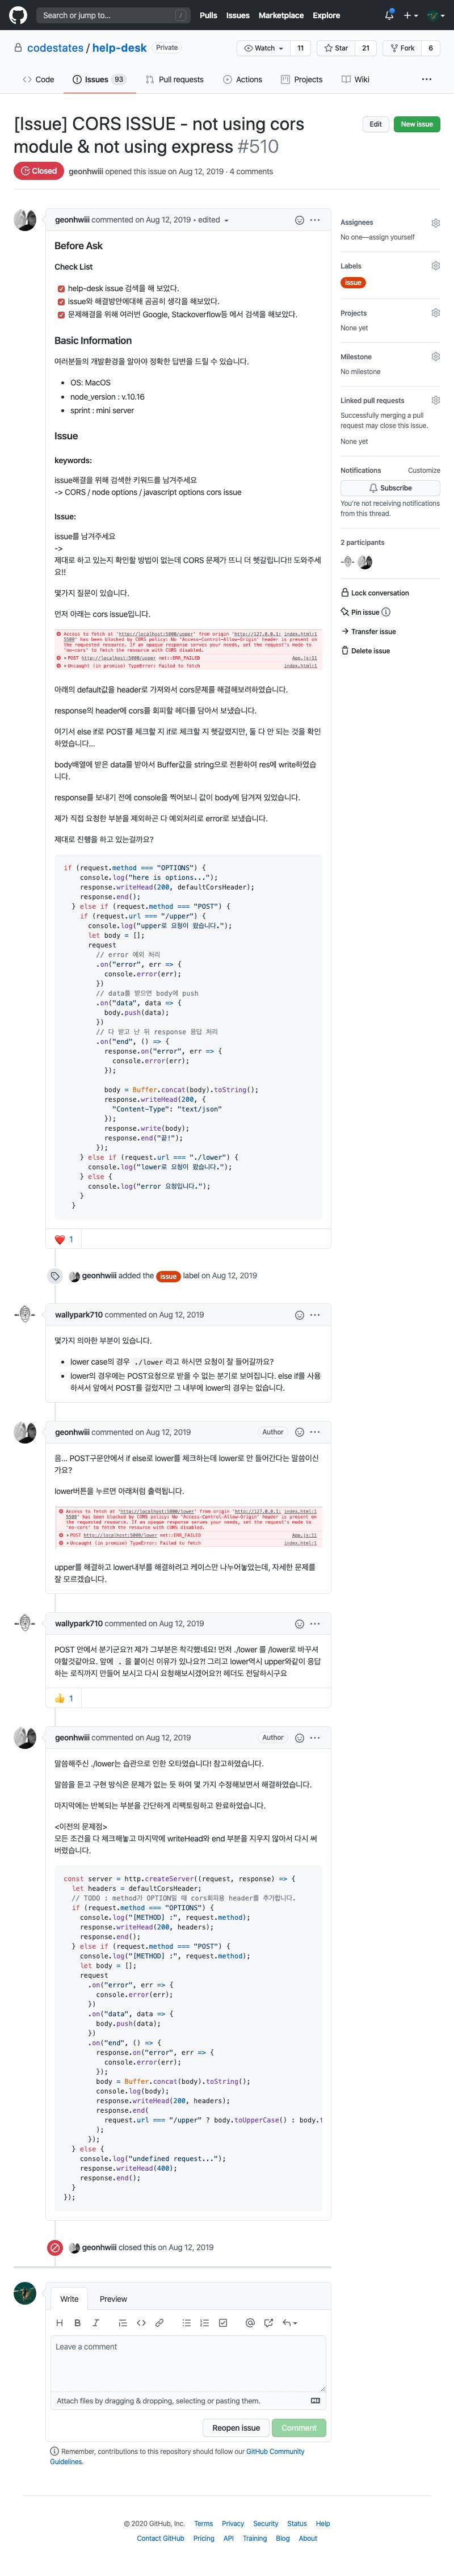 Search or jump to... /
Pulls Issues Marketplace Explore
codestates / help-desk Private
Watch 11 Star 21 Fork 6
Code Issues 93 Pull requests Actions Projects Wiki ...
[Issue] CORS ISSUE - not using cors
module & not using express #510
Edit New issue
Closed geonhwiii opened this issue on Aug 12, 2019 · 4 comments
geonhwiii commented on Aug 12, 2019 • edited
Before Ask
Check List
help-desk issue 검색을 해 보았다.
issue와 해결방안에대해 곰곰히 생각을 해보았다.
문제해결을 위해 여러번 Google, Stackoverflow등 에서 검색을 해보았다.
Basic Information
여러분들의 개발환경을 알아야 정확한 답변을 드릴 수 있습니다.
OS: MacOS
node_version : v.10.16
sprint : mini server
Issue
keywords:
issue해결을 위해 검색한 키워드를 남겨주세요
-> CORS / node options / javascript options cors issue
Issue:
issue를 남겨주세요
->
제대로 하고 있는지 확인할 방법이 없는데 CORS 문제가 뜨니 더 헷갈립니다!! 도와주세
요!!
몇가지 질문이 있습니다.
먼저 아래는 cors issue입니다.
Access to fetch at 'http://localhost:5000/upper' from origin 'http://127.0.0.1: index.html:1
5500' has been blocked by CORS policy: No 'Access-Control-Allow-Origin' header is present on
the requested resource. If an opaque response serves your needs, set the request's mode to
'no-cors' to fetch the resource with CORS disabled.
POST http://localhost:5000/upper net::ERR_FAILED App.js:11
Uncaught (in promise) TypeError: Failed to fetch index.html:1
아래의 default값을 header로 가져와서 cors문제를 해결해보려하였습니다.
response의 header에 cors를 회피할 헤더를 담아서 보냈습니다.
여기서 else if로 POST를 체크할 지 if로 체크할 지 헷갈렸지만, 둘 다 안 되는 것을 확인
하였습니다...
body배열에 받은 data를 받아서 Buffer값을 string으로 전환하여 res에 write하였습
니다.
response를 보내기 전에 console을 찍어보니 값이 body에 담겨져 있었습니다.
제가 직접 요청한 부분을 제외하곤 다 예외처리로 error로 보냈습니다.
제대로 진행을 하고 있는걸까요?
if (request.method === "OPTIONS") {
console.log("here is options...");
response.writeHead(200, defaultCorsHeader);
response.end();
} else if (request.method === "POST") {
if (request.url === "/upper") {
console.log("upper로 요청이 왔습니다.");
let body = [];
request
// error 예외 처리
.on("error", err => {
console.error(err);
})
// data를 받으면 body에 push
.on("data", data => {
body.push(data);
})
// 다 받고 난 뒤 response 응답 처리
.on("end", () => {
response.on("error", err => {
console.error(err);
});
body = Buffer.concat(body).toString();
response.writeHead(200, {
"Content-Type": "text/json"
});
response.write(body);
response.end("끝!");
});
} else if (request.url === "./lower") {
console.log("lower로 요청이 왔습니다.");
} else {
console.log("error 요청입니다.");
}
}
❤️ 1
geonhwiii added the issue label on Aug 12, 2019
wallypark710 commented on Aug 12, 2019
몇가지 의아한 부분이 있습니다.
lower case의 경우 ./lower 라고 하시면 요청이 잘 들어갈까요?
lower의 경우에는 POST요청으로 받을 수 없는 분기로 보여집니다. else if를 사용
하셔서 앞에서 POST를 걸렀지만 그 내부에 lower의 경우는 없습니다.
geonhwiii commented on Aug 12, 2019 Author
음... POST구문안에서 if else로 lower를 체크하는데 lower로 안 들어간다는 말씀이신
가요?
lower버튼을 누르면 아래처럼 출력됩니다.
Access to fetch at 'http://localhost:5000/lower' from origin 'http://127.0.0.1: index.html:1
5500' has been blocked by CORS policy: No 'Access-Control-Allow-Origin' header is present on
the requested resource. If an opaque response serves your needs, set the request's mode to
'no-cors' to fetch the resource with CORS disabled.
POST http://localhost:5000/lower net::ERR_FAILED App.js:11
Uncaught (in promise) TypeError: Failed to fetch index.html:1
upper를 해결하고 lower내부를 해결하려고 케이스만 나누어놓았는데, 자세한 문제를
잘 모르겠습니다.
wallypark710 commented on Aug 12, 2019
POST 안에서 분기군요?! 제가 그부분은 착각했네요! 먼저 ./lower 를 /lower로 바꾸셔
야할것같아요. 앞에 . 을 붙이신 이유가 있나요?! 그리고 lower역시 upper와같이 응답
하는 로직까지 만들어 보시고 다시 요청해보시겠어요?! 헤더도 전달하시구요
👍 1
geonhwiii commented on Aug 12, 2019 Author
말씀해주신 ./lower는 습관으로 인한 오타였습니다! 참고하였습니다.
말씀을 듣고 구현 방식은 문제가 없는 듯 하여 몇 가지 수정해보면서 해결하였습니다.
마지막에는 반복되는 부분을 간단하게 리팩토링하고 완료하였습니다.
<이전의 문제점>
모든 조건을 다 체크해놓고 마지막에 writeHead와 end 부분을 지우지 않아서 다시 써
버렸습니다.
const server = http.createServer((request, response) => {
let headers = defaultCorsHeader;
// TODO : method가 OPTION일 때 cors회피용 header를 추가합니다.
if (request.method === "OPTIONS") {
console.log("[METHOD] :", request.method);
response.writeHead(200, headers);
response.end();
} else if (request.method === "POST") {
console.log("[METHOD] :", request.method);
let body = [];
request
.on("error", err => {
console.error(err);
})
.on("data", data => {
body.push(data);
})
.on("end", () => {
response.on("error", err => {
console.error(err);
});
body = Buffer.concat(body).toString();
console.log(body);
response.writeHead(200, headers);
response.end(
request.url === "/upper" ? body.toUpperCase() : body.t
);
});
} else {
console.log("undefined request...");
response.writeHead(400);
response.end();
}
});
geonhwiii closed this on Aug 12, 2019
Write Preview
Leave a comment
Attach files by dragging & dropping, selecting or pasting them.
Reopen issue Comment
Remember, contributions to this repository should follow our GitHub Community
Guidelines.
Assignees
No one—assign yourself
Labels
issue
Projects
None yet
Milestone
No milestone
Linked pull requests
Successfully merging a pull
request may close this issue.
None yet
Notifications Customize
Subscribe
You're not receiving notifications
from this thread.
2 participants
Lock conversation
Pin issue
Transfer issue
Delete issue
© 2020 GitHub, Inc. Terms Privacy Security Status Help
Contact GitHub Pricing API Training Blog About